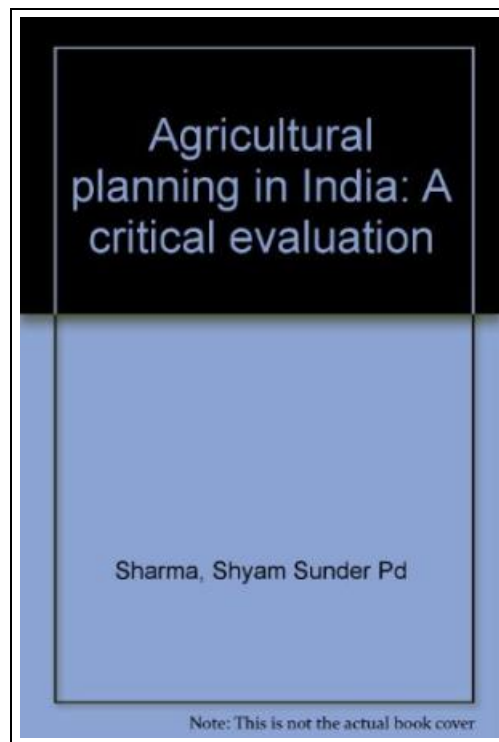 Agricultural
planning in India: A
critical evaluation
Sharma, Shyam Sunder Pd
Note: This is not the actual book cover